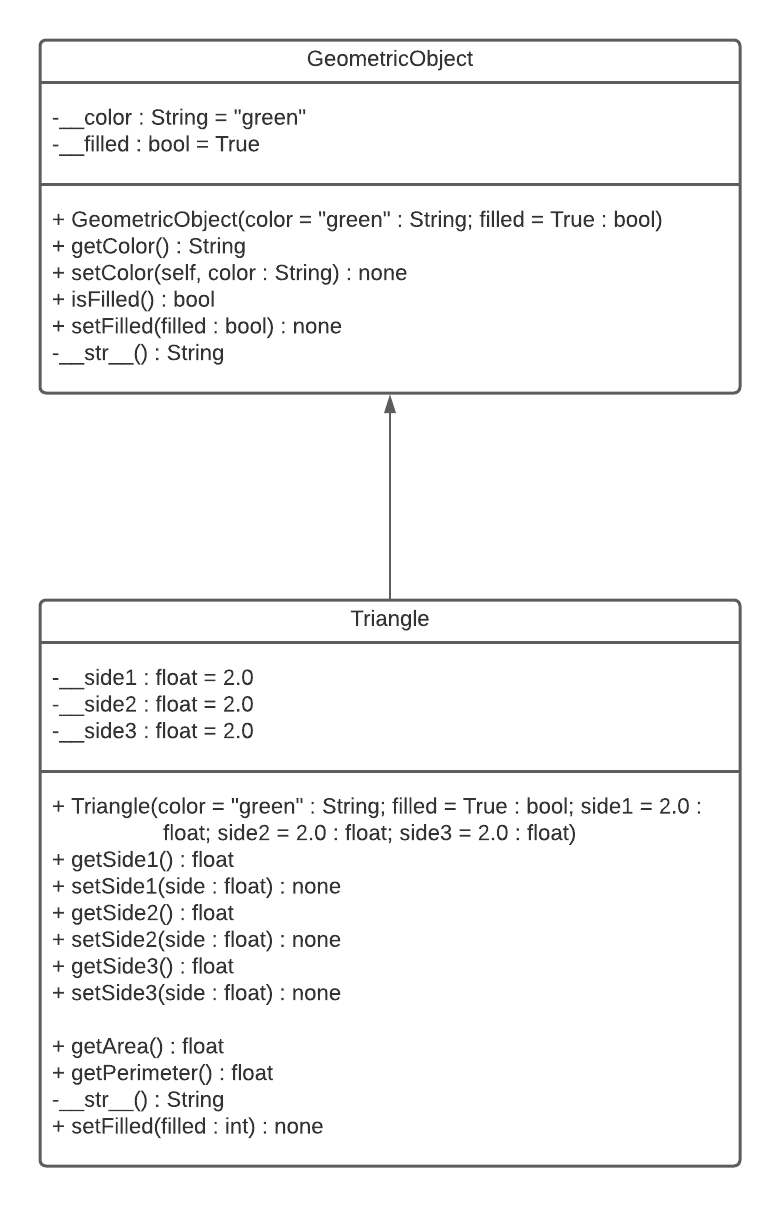 GeometricObject
-__color : String = "green"
-__filled : bool = True
+ GeometricObject(color = "green" : String; filled = True : bool)
+ getColor() : String
+ setColor(self, color : String) : none
+ isFilled() : bool
+ setFilled(filled : bool) : none
-__str__() : String
Triangle
-__side1 : float = 2.0
-__side2 : float = 2.0
-__side3 : float = 2.0
+ Triangle(color = "green" : String; filled = True : bool; side1 = 2.0 :
float; side2 = 2.0 : float; side3 = 2.0 : float)
+ getSide1() : float
+ setSide1(side : float) : none
+ getSide2() : float
+ setSide2(side : float) : none
+ getSide3() : float
+ setSide3(side : float) : none
+ getArea() : float
+ getPerimeter() : float
-__str__() : String
+ setFilled(filled : int) : none